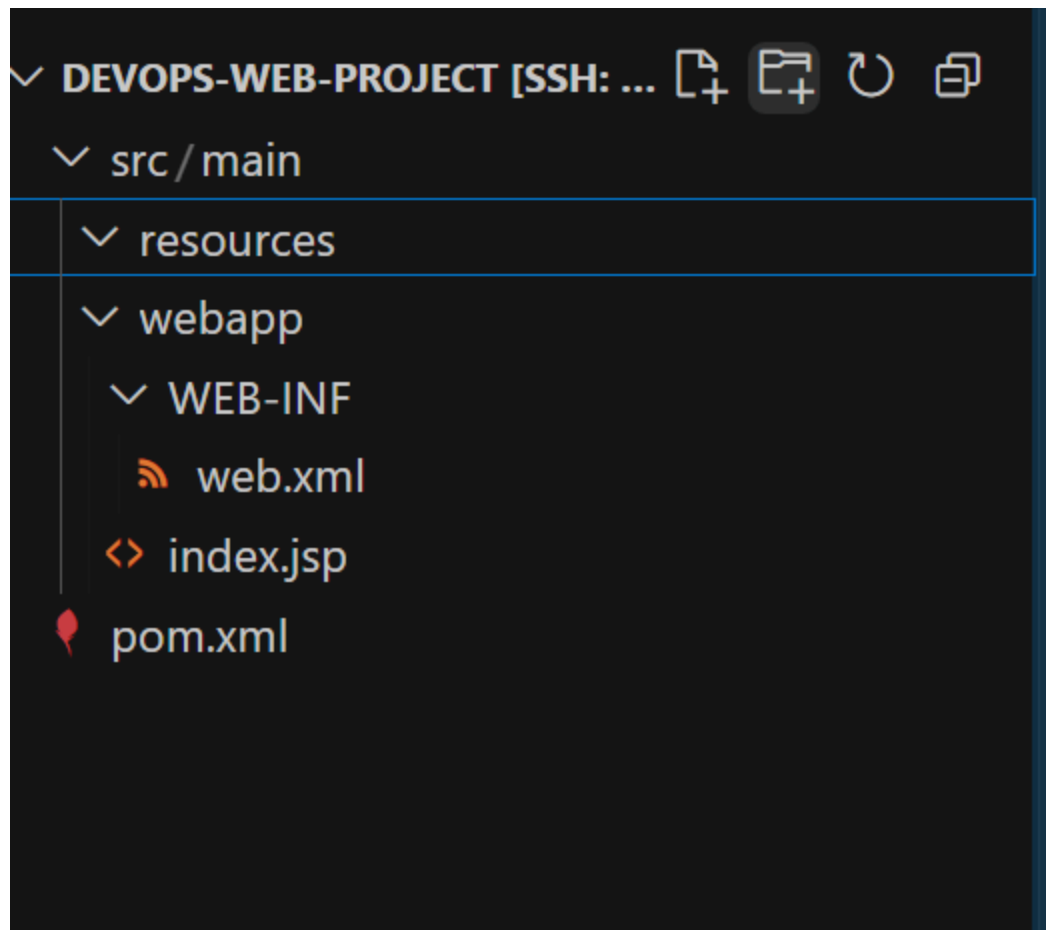 DEVOPS-WEB-PROJECT [SSH: ...
src / main
resources
webapp
WEB-INF
web.xml
index.jsp
pom.xml